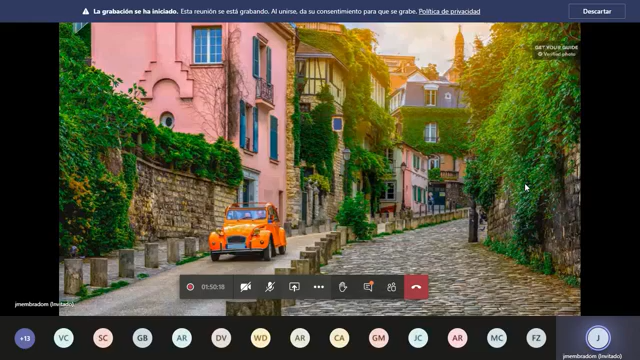 La grabación se ha iniciado. Esta reunión se está grabando. Al unirse, da su consentimiento para que se grabe. Política de privacidad
Descartar
GET YOUR GUIDE
Verified photo
01:50:18
jmembradom (Invitado)
+13
VC
SC
GB
AR
DV
WD
AR
CA
GM
JC
AR
MC
FZ
J
jmembradom (Invitado)